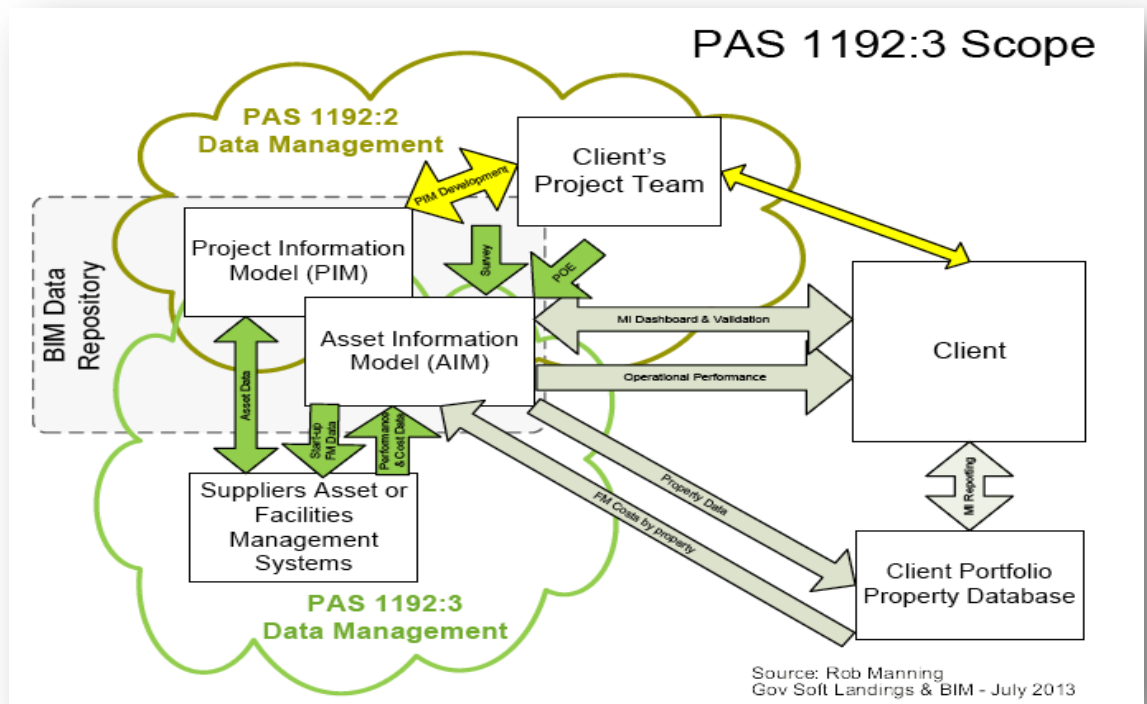 PAS 1192:3 Scope
PAS 1192:2
Data Management
Client's
Project Team
PIM Development
BIM Data
Repository
Project Information
Model (PIM)
Survey
POE
Asset Information
Model (AIM)
MI Dashboard & Validation
Operational Performance
Client
Asset Data
Start-up
FM Data
Performance
& Cost Data
Property Data
FM Costs by property
MI Reporting
Suppliers Asset or
Facilities
Management
Systems
Client Portfolio
Property Database
PAS 1192:3
Data Management
Source: Rob Manning
Gov Soft Landings & BIM - July 2013